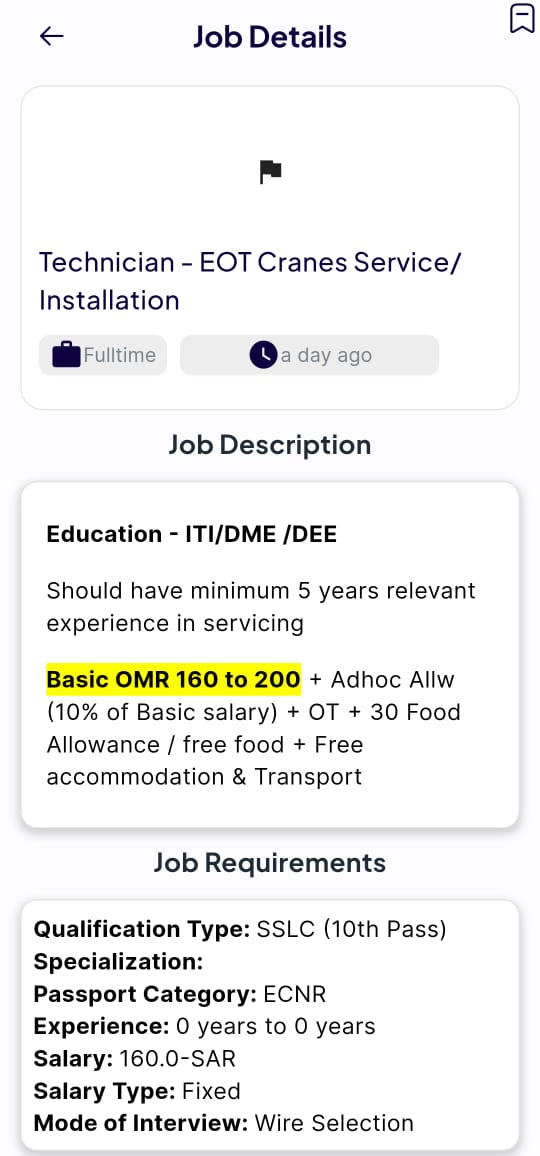 Job Details
Technician - EOT Cranes Service/
Installation
Fulltime
a day ago
Job Description
Education - ITI/DME /DEE
Should have minimum 5 years relevant
experience in servicing
Basic OMR 160 to 200 + Adhoc Allw
(10% of Basic salary) + OT + 30 Food
Allowance / free food + Free
accommodation & Transport
Job Requirements
Qualification Type: SSLC (10th Pass)
Specialization:
Passport Category: ECNR
Experience: 0 years to 0 years
Salary: 160.0-SAR
Salary Type: Fixed
Mode of Interview: Wire Selection